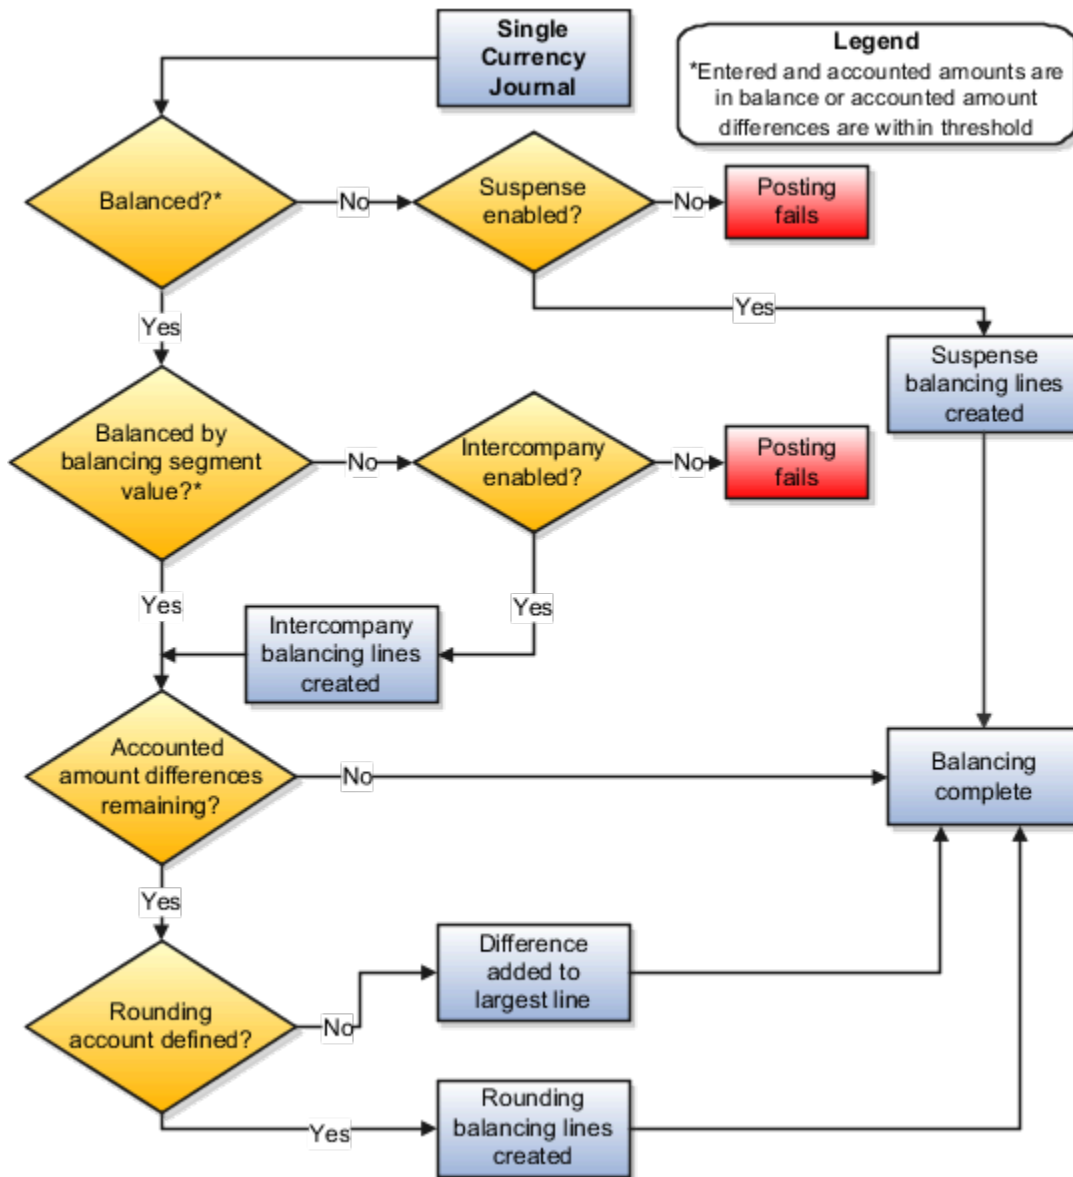 Single
Currency
Journal
Legend
*Entered and accounted amounts are
in balance or accounted amount
differences are within threshold
Balanced?*
No
Suspense
enabled?
No
Posting
fails
Yes
Yes
Suspense
balancing lines
created
Balanced by
balancing segment
value?*
No
Intercompany
enabled?
No
Posting
fails
Yes
Yes
Intercompany
balancing lines
created
Accounted
amount differences
remaining?
No
Balancing
complete
Yes
Difference
added to
largest line
Rounding
account defined?
No
Yes
Rounding
balancing lines
created